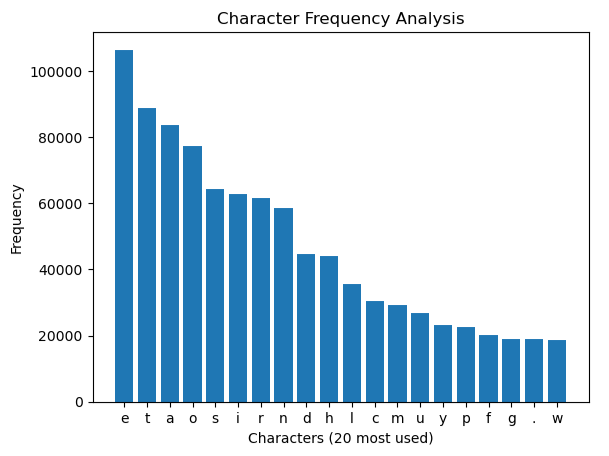 Character Frequency Analysis
Frequency
100000
80000
60000
40000
20000
0
e t a o s i r n d h l c m u y p f g . w
Characters (20 most used)